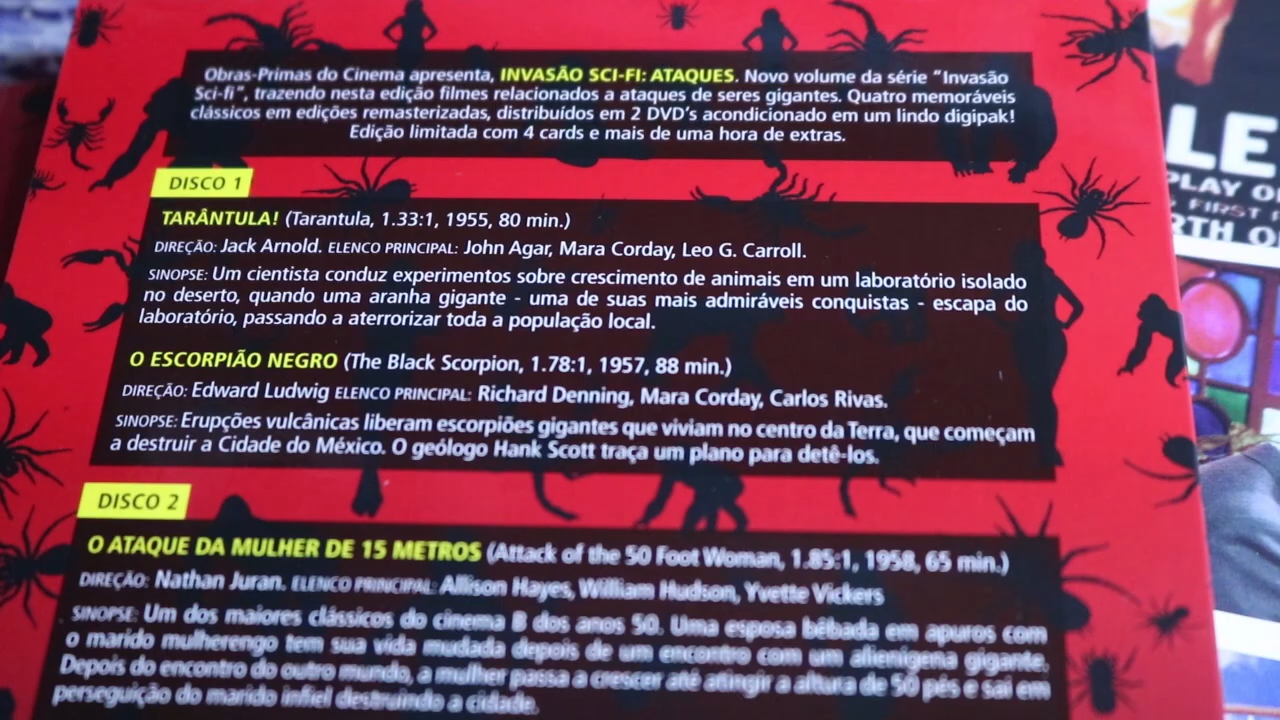 Obras-Primas do Cinema apresenta, INVASÃO SCI-FI: ATAQUES. Novo volume da série "Invasão
Sci-fi", trazendo nesta edição filmes relacionados a ataques de seres gigantes. Quatro memoráveis
clássicos em edições remasterizadas, distribuídos em 2 DVD's acondicionado em um lindo digipak!
Edição limitada com 4 cards e mais de uma hora de extras.
DISCO 1
TARÂNTULA! (Tarantula, 1.33:1, 1955, 80 min.)
DIREÇÃO: Jack Arnold. ELENCO PRINCIPAL: John Agar, Mara Corday, Leo G. Carroll.
SINOPSE: Um cientista conduz experimentos sobre crescimento de animais em um laboratório isolado
no deserto, quando uma aranha gigante - uma de suas mais admiráveis conquistas - escapa do
laboratório, passando a aterrorizar toda a população local.
O ESCORPIÃO NEGRO (The Black Scorpion, 1.78:1, 1957, 88 min.)
DIREÇÃO: Edward Ludwig ELENCO PRINCIPAL: Richard Denning, Mara Corday, Carlos Rivas.
SINOPSE: Erupções vulcânicas liberam escorpiões gigantes que viviam no centro da Terra, que começam
a destruir a Cidade do México. O geólogo Hank Scott traça um plano para detê-los.
DISCO 2
O ATAQUE DA MULHER DE 15 METROS (Attack of the 50 Foot Woman, 1.85:1, 1958, 65 min.)
DIREÇÃO: Nathan Juran. ELENCO PRINCIPAL: Allison Hayes, William Hudson, Yvette Vickers
SINOPSE: Um dos maiores clássicos do cinema B dos anos 50. Uma esposa bêbada em apuros com
o marido mulherengo tem sua vida mudada depois de um encontro com um alienígena gigante.
Depois do encontro do outro mundo, a mulher passa a crescer até atingir a altura de 50 pés e sai em
perseguição do marido infiel destruindo a cidade.
LE
PLAY O
FIRST
RTH O